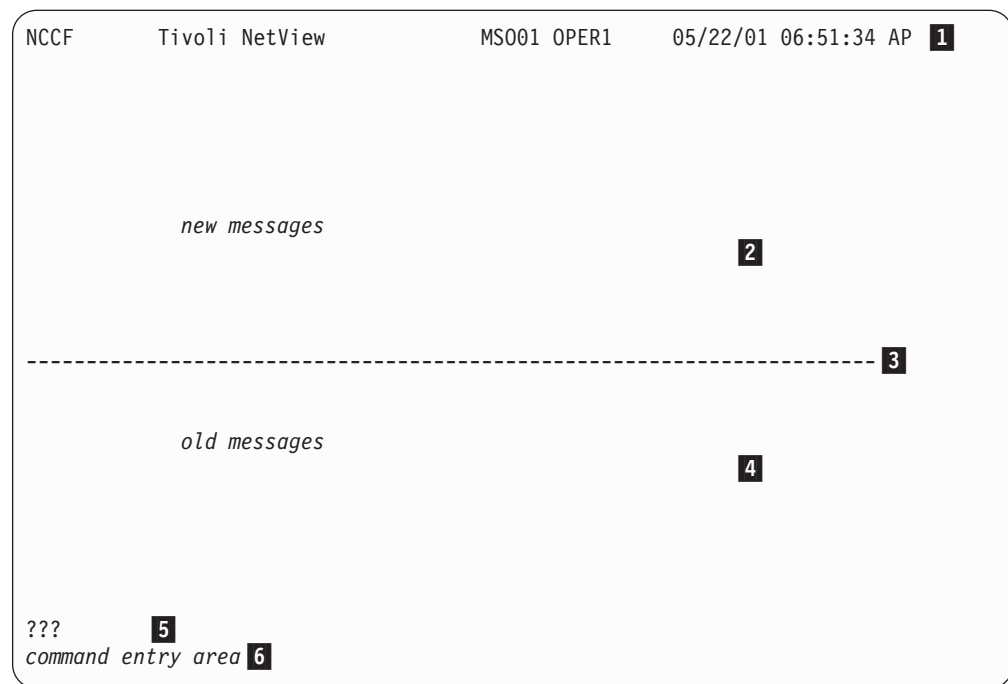 NCCF Tivoli NetView MSO01 OPER1 05/22/01 06:51:34 AP 1
new messages
2
----------------------------------------------------------------------- 3
old messages
4
??? 5
command entry area 6